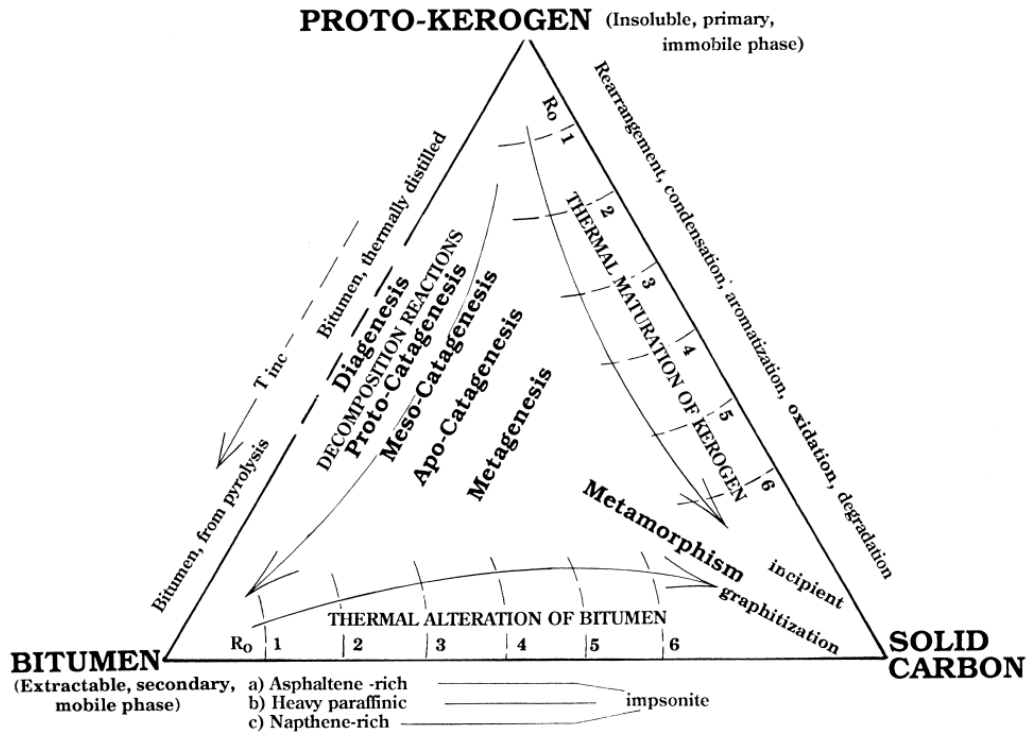 PROTO-KEROGEN (Insoluble, primary,
immobile phase)
Rearrangement, condensation, aromatization, oxidation, degradation
Ro 1 2 3 4 5 6
THERMAL MATURATION OF KEROGEN
Bitumen, thermally distilled
T inc
Bitumen, from pyrolysis
Diagenesis
DECOMPOSITION REACTIONS
Proto-Catagenesis
Meso-Catagenesis
Apo-Catagenesis
Metagenesis
Metamorphism
incipient
graphitization
THERMAL ALTERATION OF BITUMEN
Ro 1 2 3 4 5 6
BITUMEN
(Extractable, secondary,
mobile phase)
SOLID
CARBON
a) Asphaltene -rich
b) Heavy paraffinic
c) Napthene-rich
impsonite